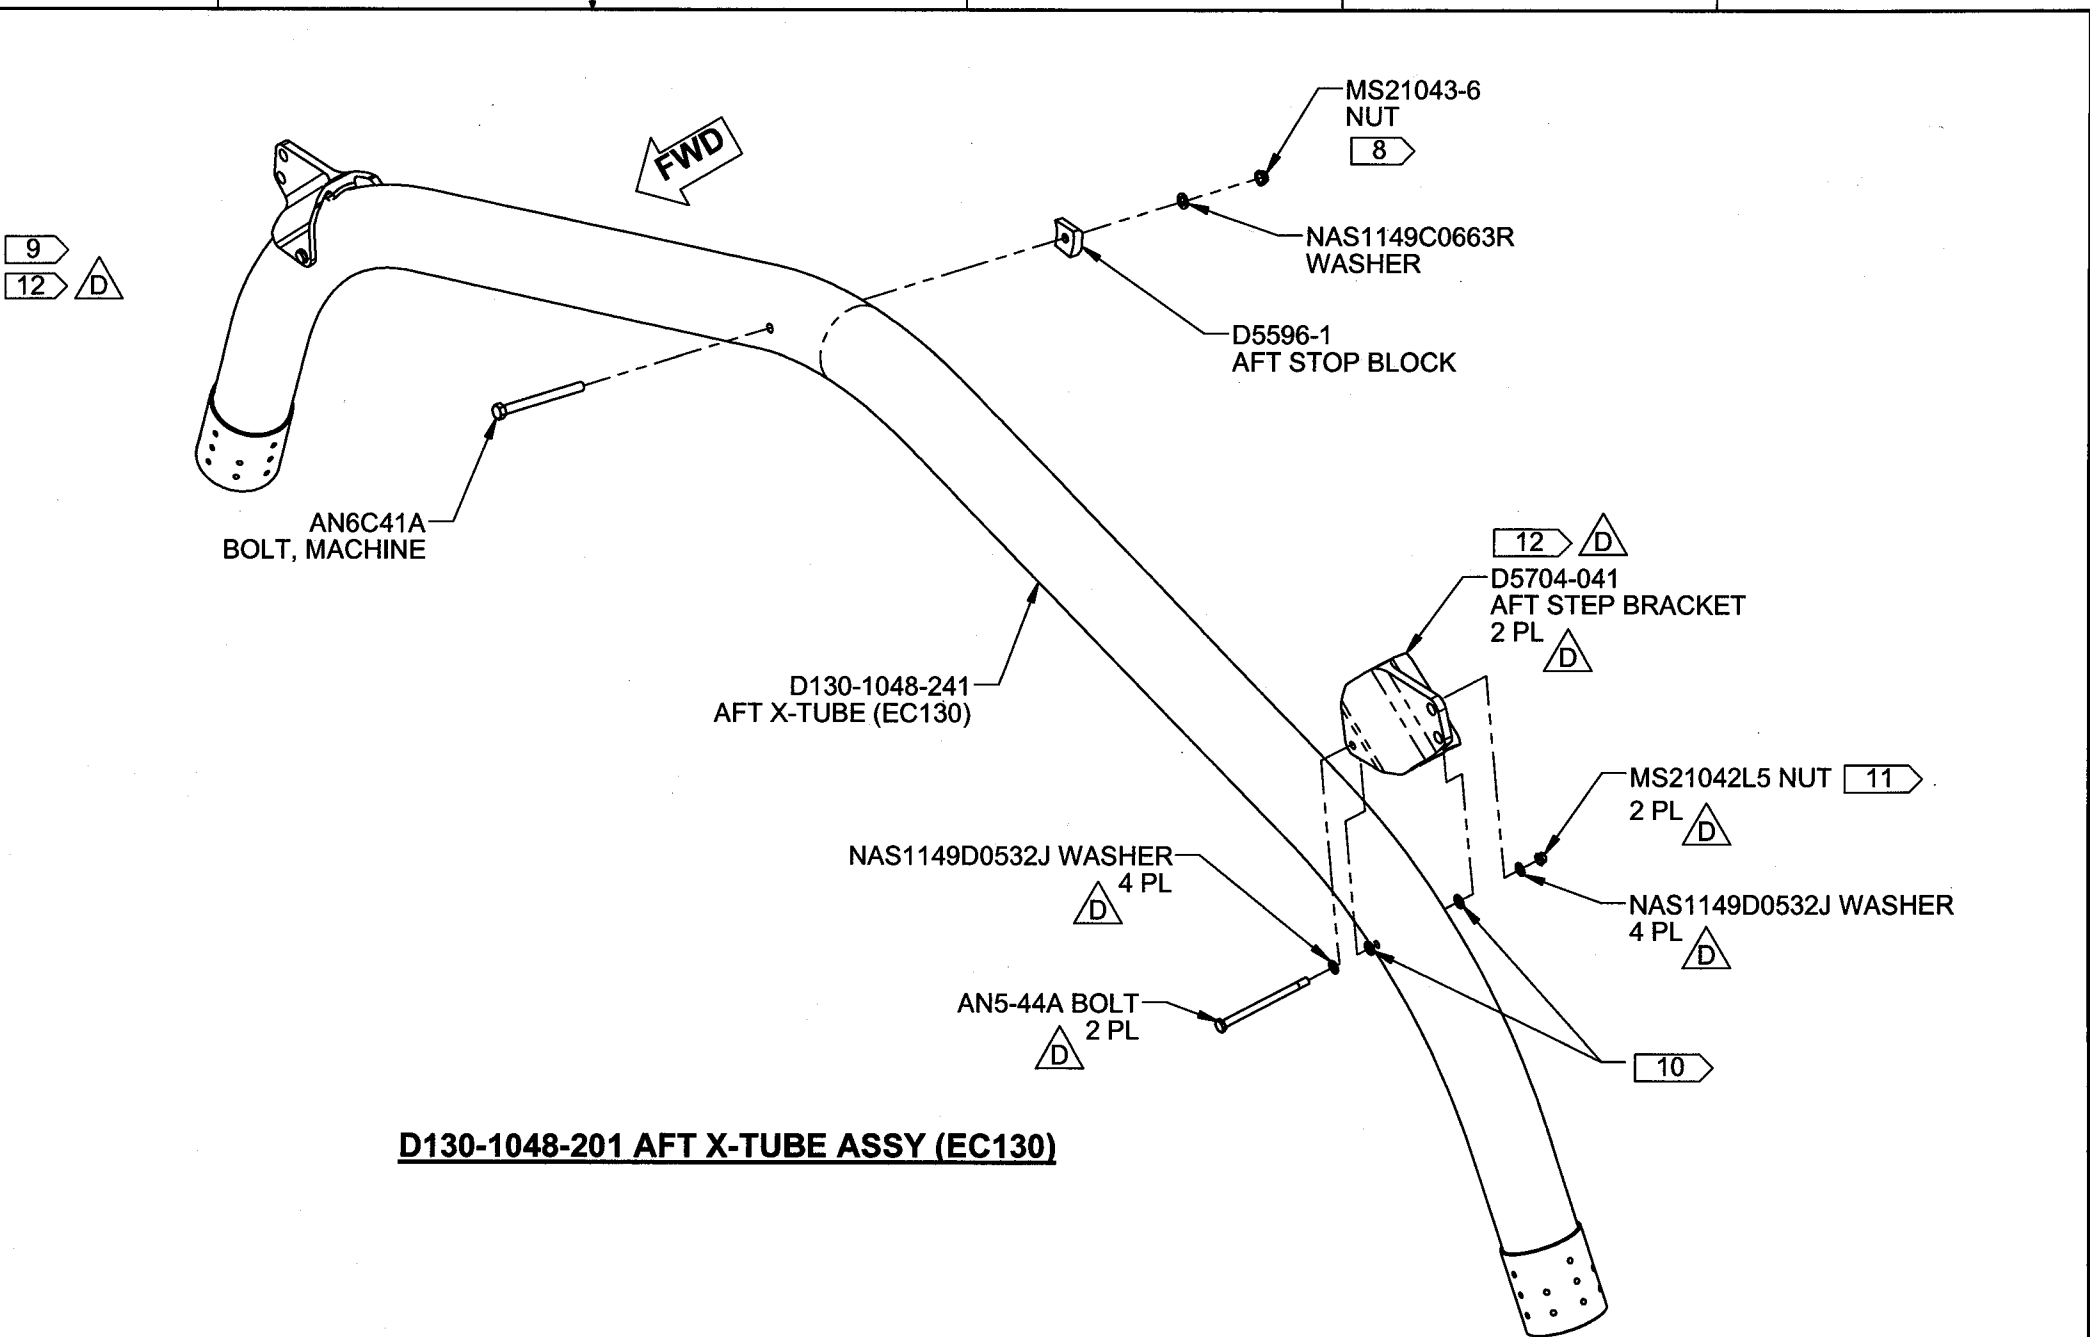 MS21043-6
NUT
8
FWD
NAS1149C0663R
WASHER
9
12 D
D5596-1
AFT STOP BLOCK
AN6C41A
BOLT, MACHINE
12 D
D5704-041
AFT STEP BRACKET
2 PL
D
D130-1048-241
AFT X-TUBE (EC130)
MS21042L5 NUT 11
2 PL
D
NAS1149D0532J WASHER
4 PL
D
NAS1149D0532J WASHER
4 PL
D
AN5-44A BOLT
2 PL
D
10
D130-1048-201 AFT X-TUBE ASSY (EC130)